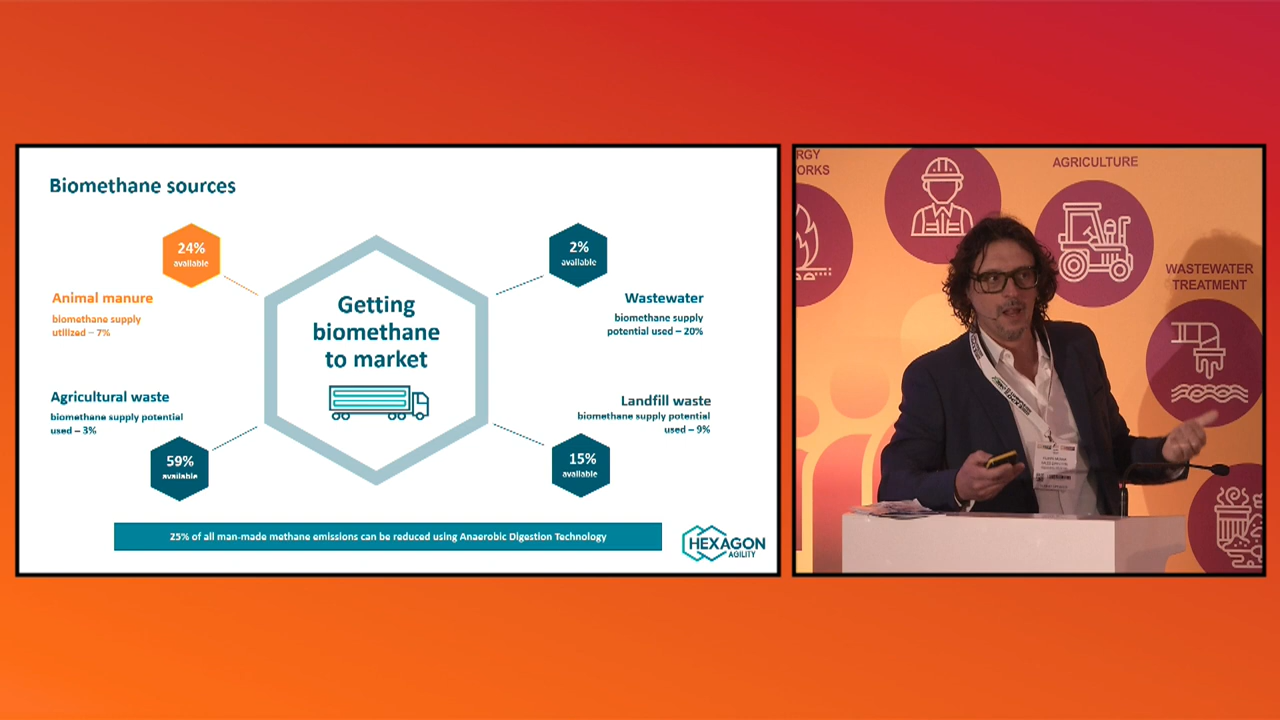 Biomethane sources
24%
available
Animal manure
biomethane supply
utilized – 7%
Agricultural waste
biomethane supply potential
used – 3%
59%
available
Getting
biomethane
to market
2%
available
Wastewater
biomethane supply
potential used – 20%
Landfill waste
biomethane supply potential
used – 9%
15%
available
25% of all man-made methane emissions can be reduced using Anaerobic Digestion Technology
HEXAGON
AGILITY
RGY
ORKS
AGRICULTURE
WASTEWATER
TREATMENT